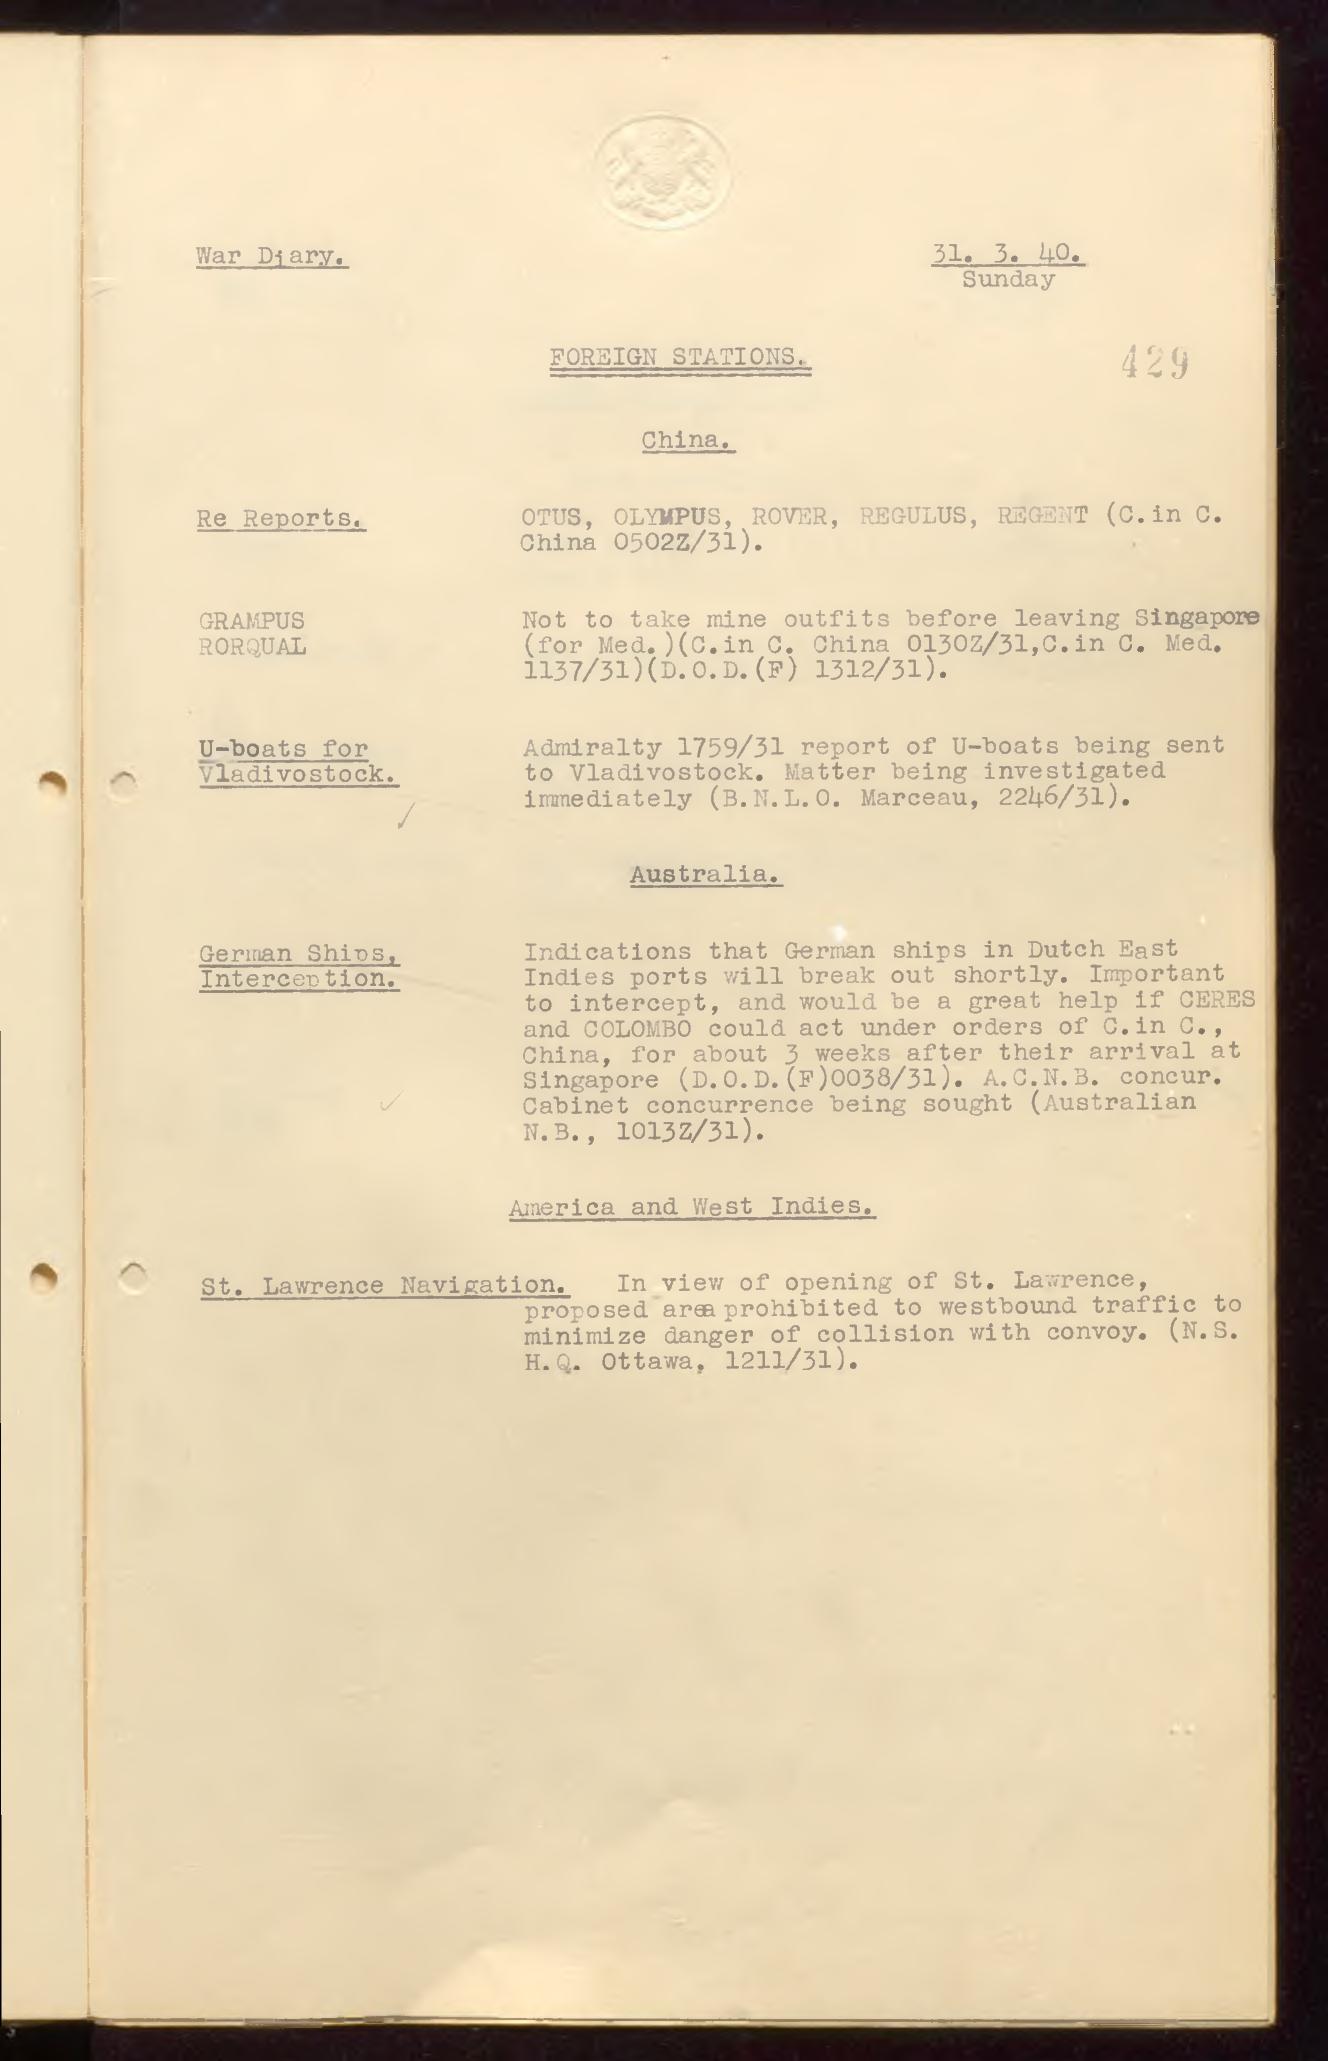 War Diary.
31. 3. 40.
Sunday
FOREIGN STATIONS.
429
China.
Re Reports.
OTUS, OLYMPUS, ROVER, REGULUS, REGENT (C.in C.
China 0502Z/31).
GRAMPUS
RORQUAL
Not to take mine outfits before leaving Singapore
(for Med.)(C.in C. China 0130Z/31,C.in C. Med.
1137/31)(D.O.D.(F) 1312/31).
U-boats for
Vladivostock.
Admiralty 1759/31 report of U-boats being sent
to Vladivostock. Matter being investigated
immediately (B.N.L.O. Marceau, 2246/31).
Australia.
German Ships,
Interception.
Indications that German ships in Dutch East
Indies ports will break out shortly. Important
to intercept, and would be a great help if CERES
and COLOMBO could act under orders of C.in C.,
China, for about 3 weeks after their arrival at
Singapore (D.O.D.(F)0038/31). A.C.N.B. concur.
Cabinet concurrence being sought (Australian
N.B., 1013Z/31).
America and West Indies.
St. Lawrence Navigation. In view of opening of St. Lawrence,
proposed area prohibited to westbound traffic to
minimize danger of collision with convoy. (N.S.
H.Q. Ottawa, 1211/31).